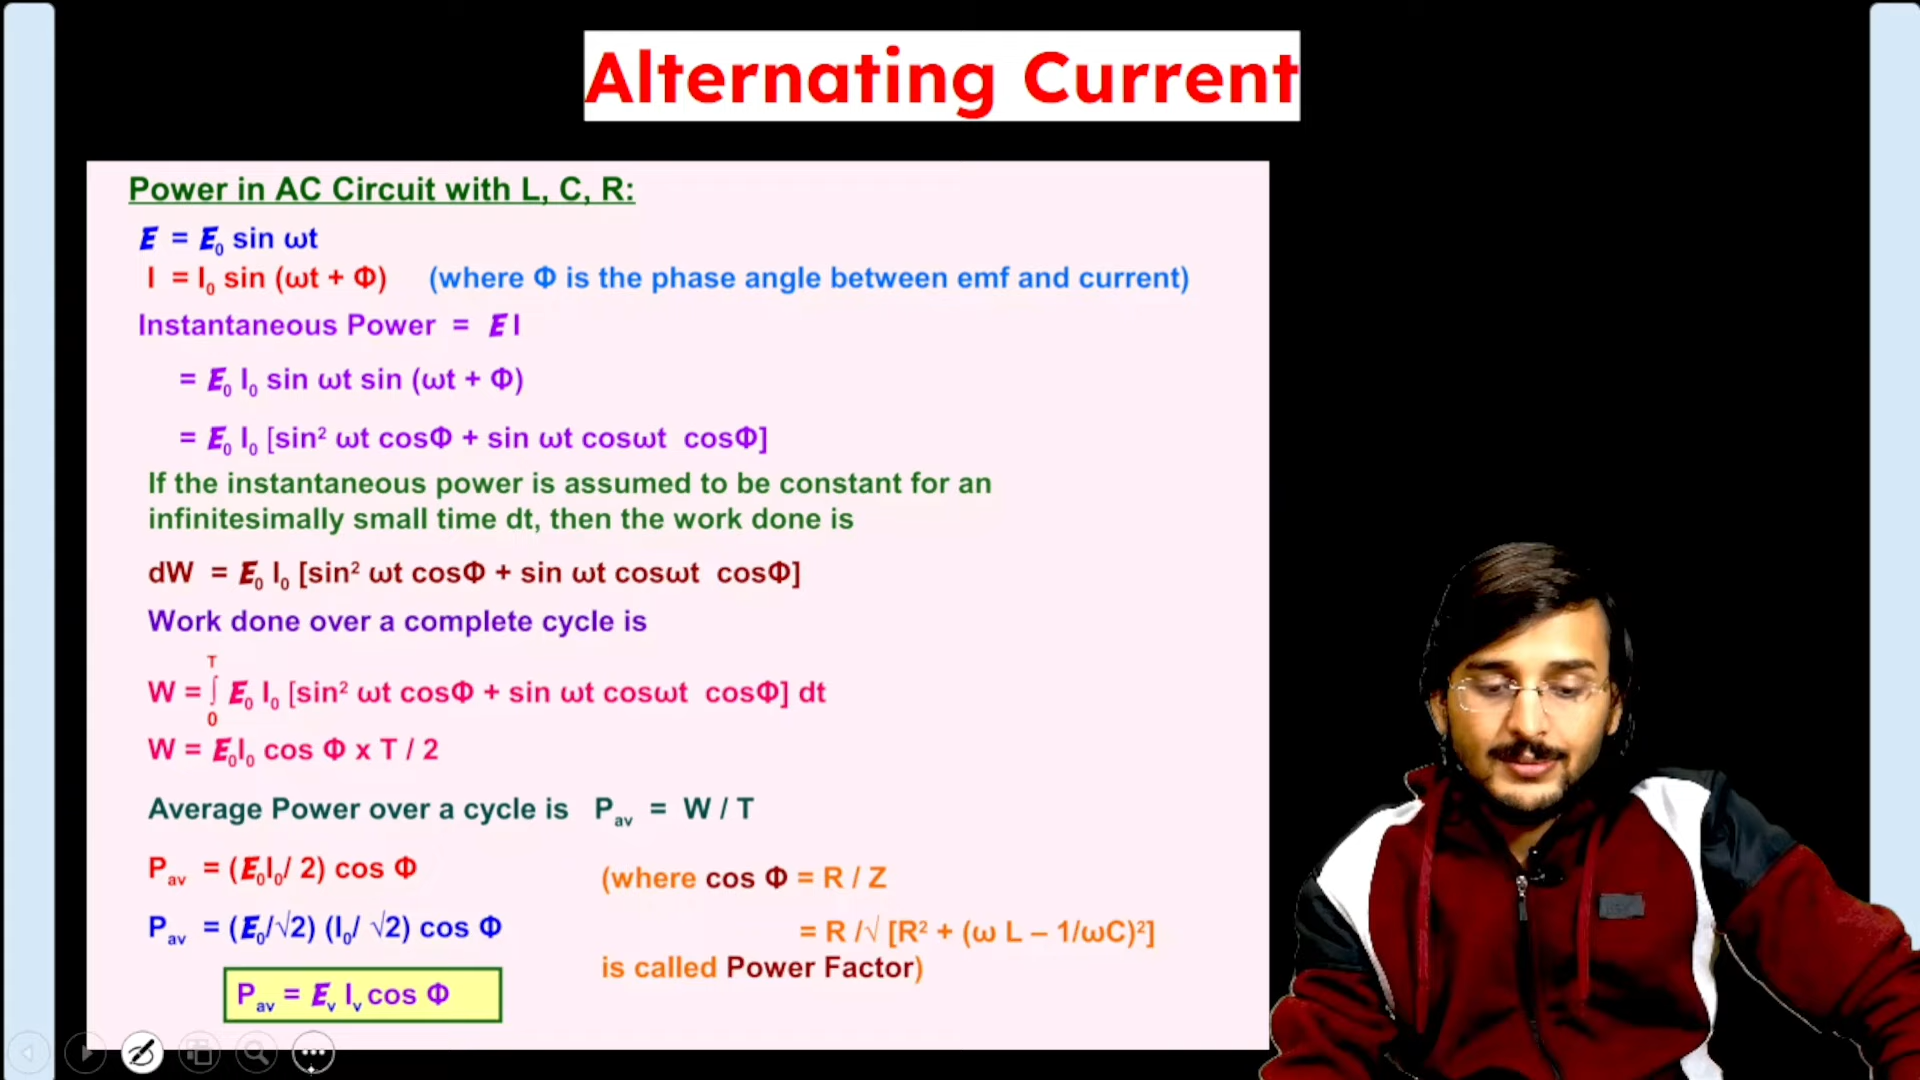 Alternating Current
Power in AC Circuit with L, C, R:
E = E₀ sin ωt
I = I₀ sin (ωt + Φ) (where Φ is the phase angle between emf and current)
Instantaneous Power = E I
= E₀ I₀ sin ωt sin (ωt + Φ)
= E₀ I₀ [sin² ωt cosΦ + sin ωt cosωt cosΦ]
If the instantaneous power is assumed to be constant for an
infinitesimally small time dt, then the work done is
dW = E₀ I₀ [sin² ωt cosΦ + sin ωt cosωt cosΦ]
Work done over a complete cycle is
T
W = ∫ E₀ I₀ [sin² ωt cosΦ + sin ωt cosωt cosΦ] dt
0
W = E₀I₀ cos Φ x T / 2
Average Power over a cycle is Pav = W / T
Pav = (E₀I₀/ 2) cos Φ
Pav = (E₀/√2) (I₀/ √2) cos Φ
Pav = Ev Iv cos Φ
(where cos Φ = R / Z
= R /√ [R² + (ω L – 1/ωC)²]
is called Power Factor)